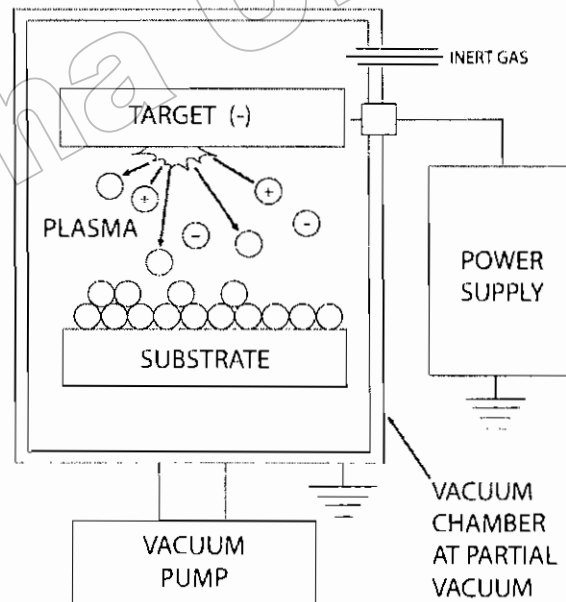 INERT GAS
TARGET (-)
+
+
-
-
PLASMA
POWER
SUPPLY
SUBSTRATE
VACUUM
CHAMBER
AT PARTIAL
VACUUM
VACUUM
PUMP